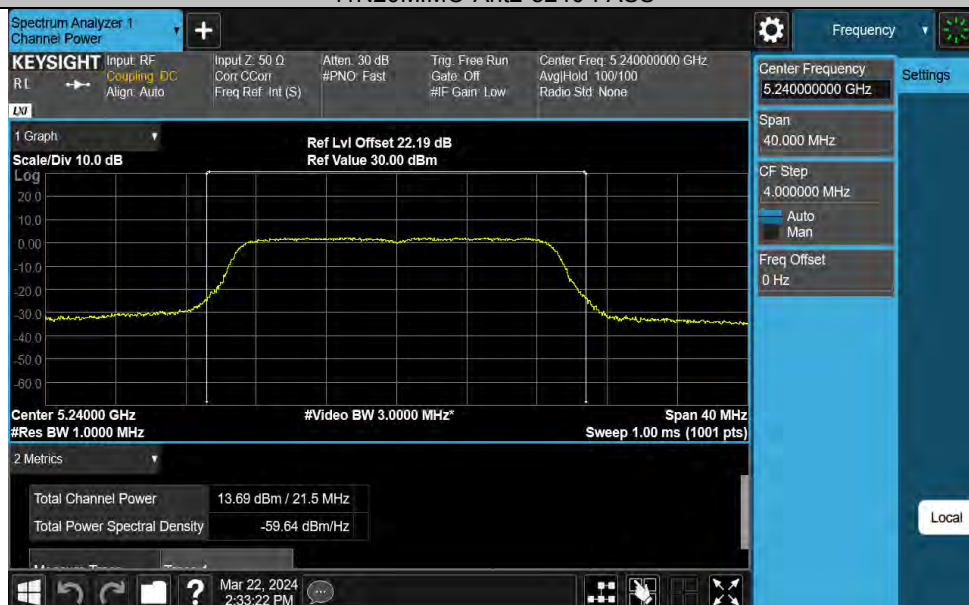 Spectrum Analyzer 1
Channel Power
Frequency
KEYSIGHT
Input: RF
Coupling: DC
Align: Auto
Input Z: 50 Ω
Corr CCorr
Freq Ref: Int (S)
Atten: 30 dB
#PNO: Fast
Trig: Free Run
Gate: Off
#IF Gain: Low
Center Freq: 5.240000000 GHz
Avg|Hold: 100/100
Radio Std: None
LXI
Center Frequency
5.240000000 GHz
Settings
Span
40.000 MHz
CF Step
4.000000 MHz
Auto
Man
Freq Offset
0 Hz
Local
1 Graph
Scale/Div 10.0 dB
Ref Lvl Offset 22.19 dB
Ref Value 30.00 dBm
Log
20.0
10.0
0.00
-10.0
-20.0
-30.0
-40.0
-50.0
-60.0
Center 5.24000 GHz
#Res BW 1.0000 MHz
#Video BW 3.0000 MHz*
Span 40 MHz
Sweep 1.00 ms (1001 pts)
2 Metrics
Total Channel Power 13.69 dBm / 21.5 MHz
Total Power Spectral Density -59.64 dBm/Hz
Mar 22, 2024
2:33:22 PM